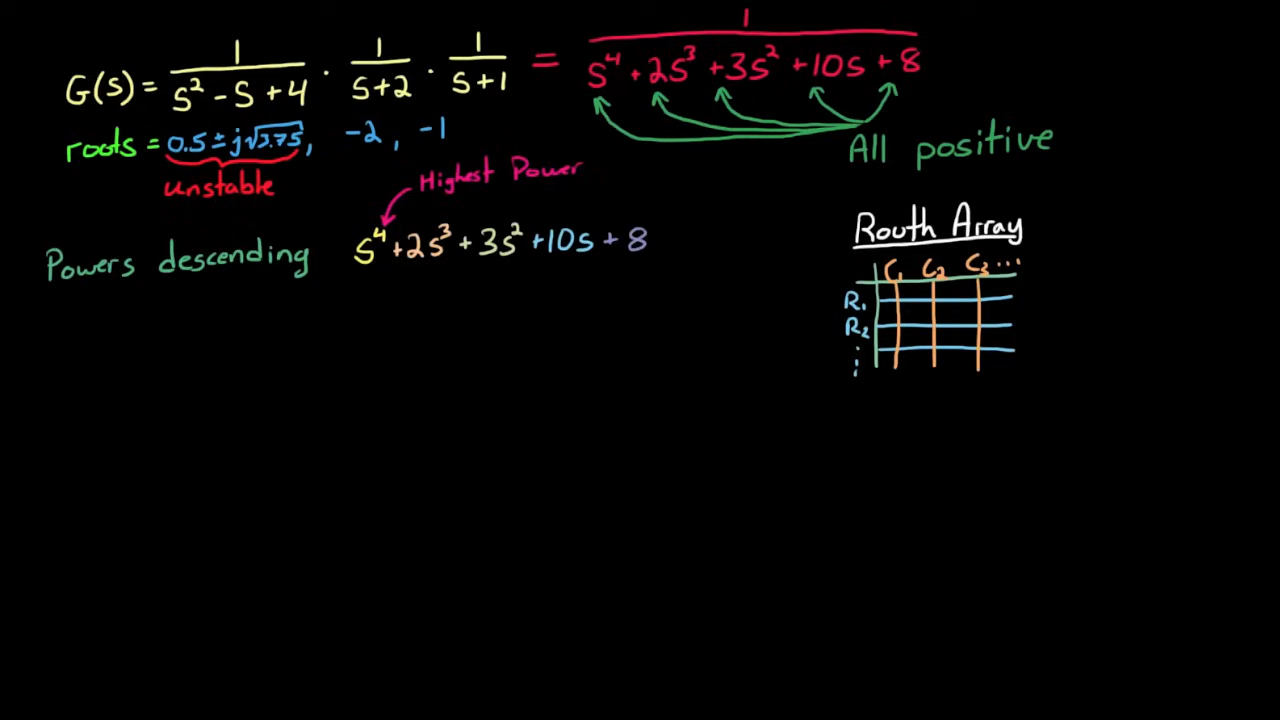 G(s) = 1/(s² - s + 4) · 1/(s+2) · 1/(s+1) = 1/(s⁴ + 2s³ + 3s² + 10s + 8)
roots = 0.5 ± j√3.75, -2, -1
unstable
All positive
Highest Power
Powers descending s⁴ + 2s³ + 3s² + 10s + 8
Routh Array
C₁ C₂ C₃ ...
R₁
R₂
⋮